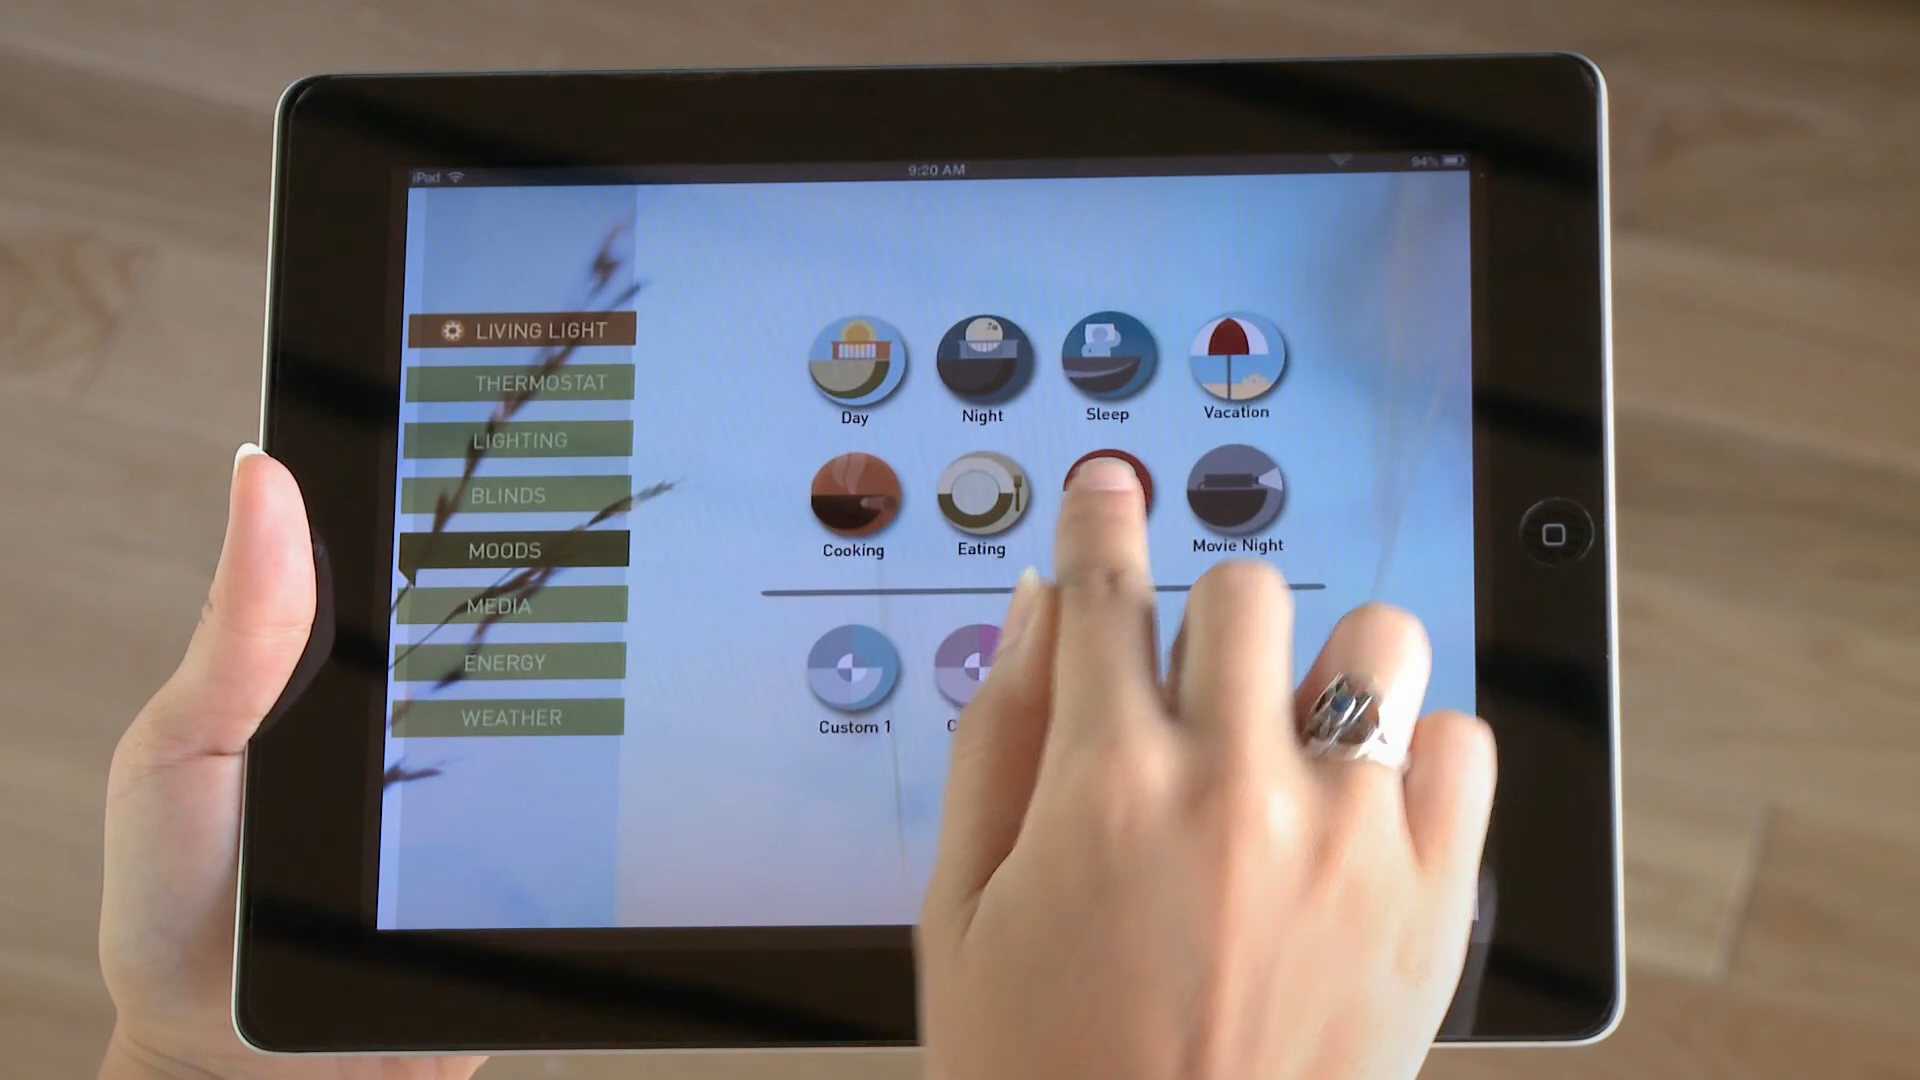 iPad
9:20 AM
94%
LIVING LIGHT
THERMOSTAT
LIGHTING
BLINDS
MOODS
MEDIA
ENERGY
WEATHER
Day
Night
Sleep
Vacation
Cooking
Eating
Movie Night
Custom 1